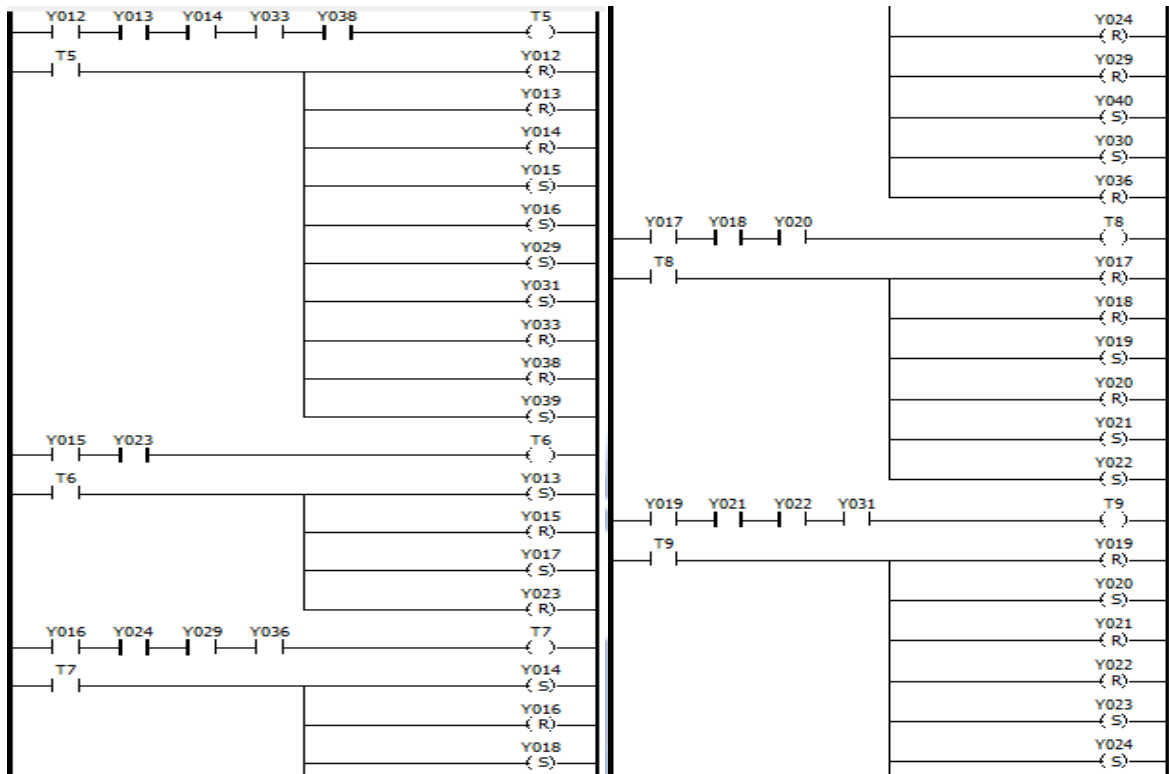 Y012 Y013 Y014 Y033 Y038 T5
( )
T5 Y012
(R)
Y013
(R)
Y014
(R)
Y015
(S)
Y016
(S)
Y029
(S)
Y031
(S)
Y033
(R)
Y038
(R)
Y039
(S)
Y015 Y023 T6
( )
T6 Y013
(S)
Y015
(R)
Y017
(S)
Y023
(R)
Y016 Y024 Y029 Y036 T7
( )
T7 Y014
(S)
Y016
(R)
Y018
(S)
Y024
(R)
Y029
(R)
Y040
(S)
Y030
(S)
Y036
(R)
Y017 Y018 Y020 T8
( )
T8 Y017
(R)
Y018
(R)
Y019
(S)
Y020
(R)
Y021
(S)
Y022
(S)
Y019 Y021 Y022 Y031 T9
( )
T9 Y019
(R)
Y020
(S)
Y021
(R)
Y022
(R)
Y023
(S)
Y024
(S)